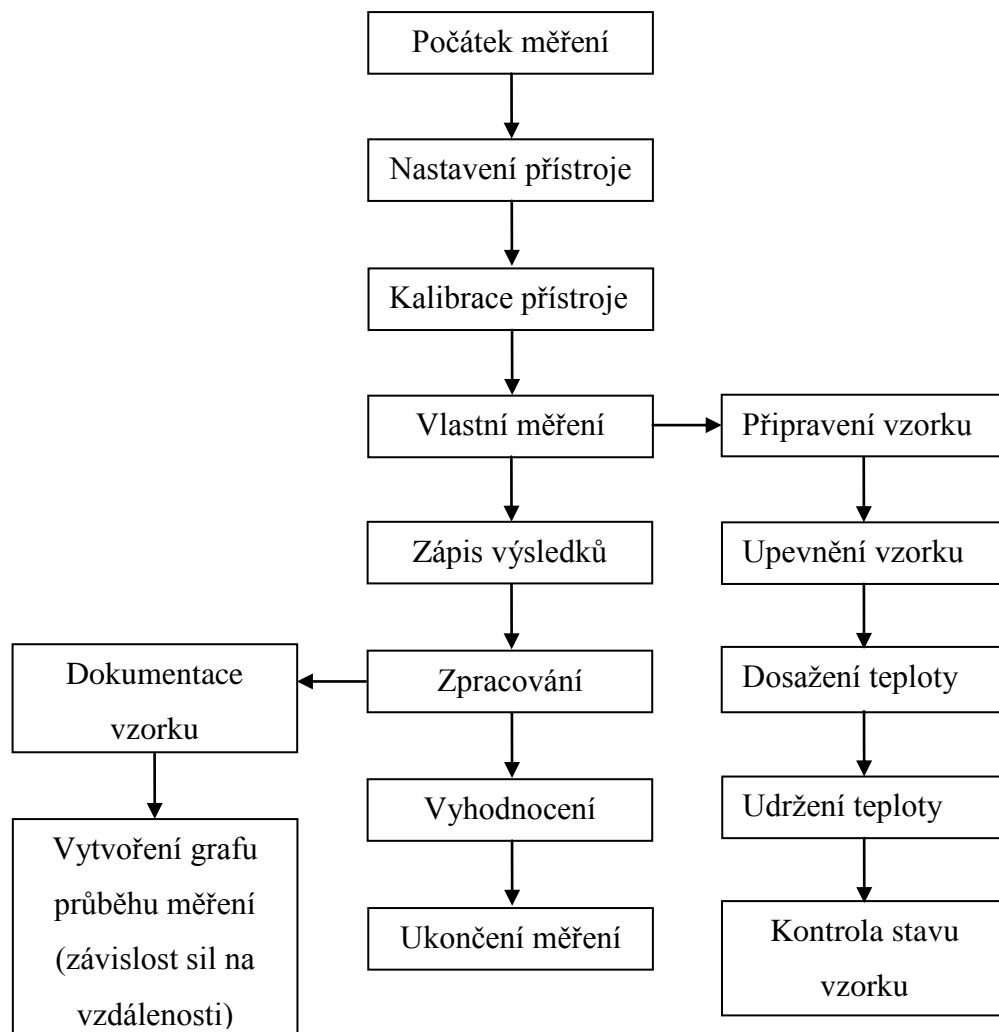 Počátek měření
Nastavení přístroje
Kalibrace přístroje
Vlastní měření
Připravení vzorku
Zápis výsledků
Upevnění vzorku
Dokumentace
vzorku
Zpracování
Dosažení teploty
Vyhodnocení
Udržení teploty
Vytvoření grafu
průběhu měření
(závislost sil na
vzdálenosti)
Ukončení měření
Kontrola stavu
vzorku